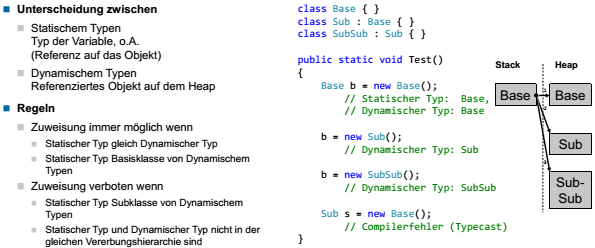 Unterscheidung zwischen
Statischem Typen
Typ der Variable, o.A.
(Referenz auf das Objekt)
Dynamischem Typen
Referenziertes Objekt auf dem Heap
Regeln
Zuweisung immer möglich wenn
Statischer Typ gleich Dynamischer Typ
Statischer Typ Basisklasse von Dynamischem
Typen
Zuweisung verboten wenn
Statischer Typ Subklasse von Dynamischem
Typen
Statischer Typ und Dynamischer Typ nicht in der
gleichen Vererbungshierarchie sind
class Base { }
class Sub : Base { }
class SubSub : Sub { }
public static void Test()
{
Base b = new Base();
// Statischer Typ: Base,
// Dynamischer Typ: Base
b = new Sub();
// Dynamischer Typ: Sub
b = new SubSub();
// Dynamischer Typ: SubSub
Sub s = new Base();
// Compilerfehler (Typecast)
}
Stack
Heap
Base
Base
Sub
Sub-
Sub